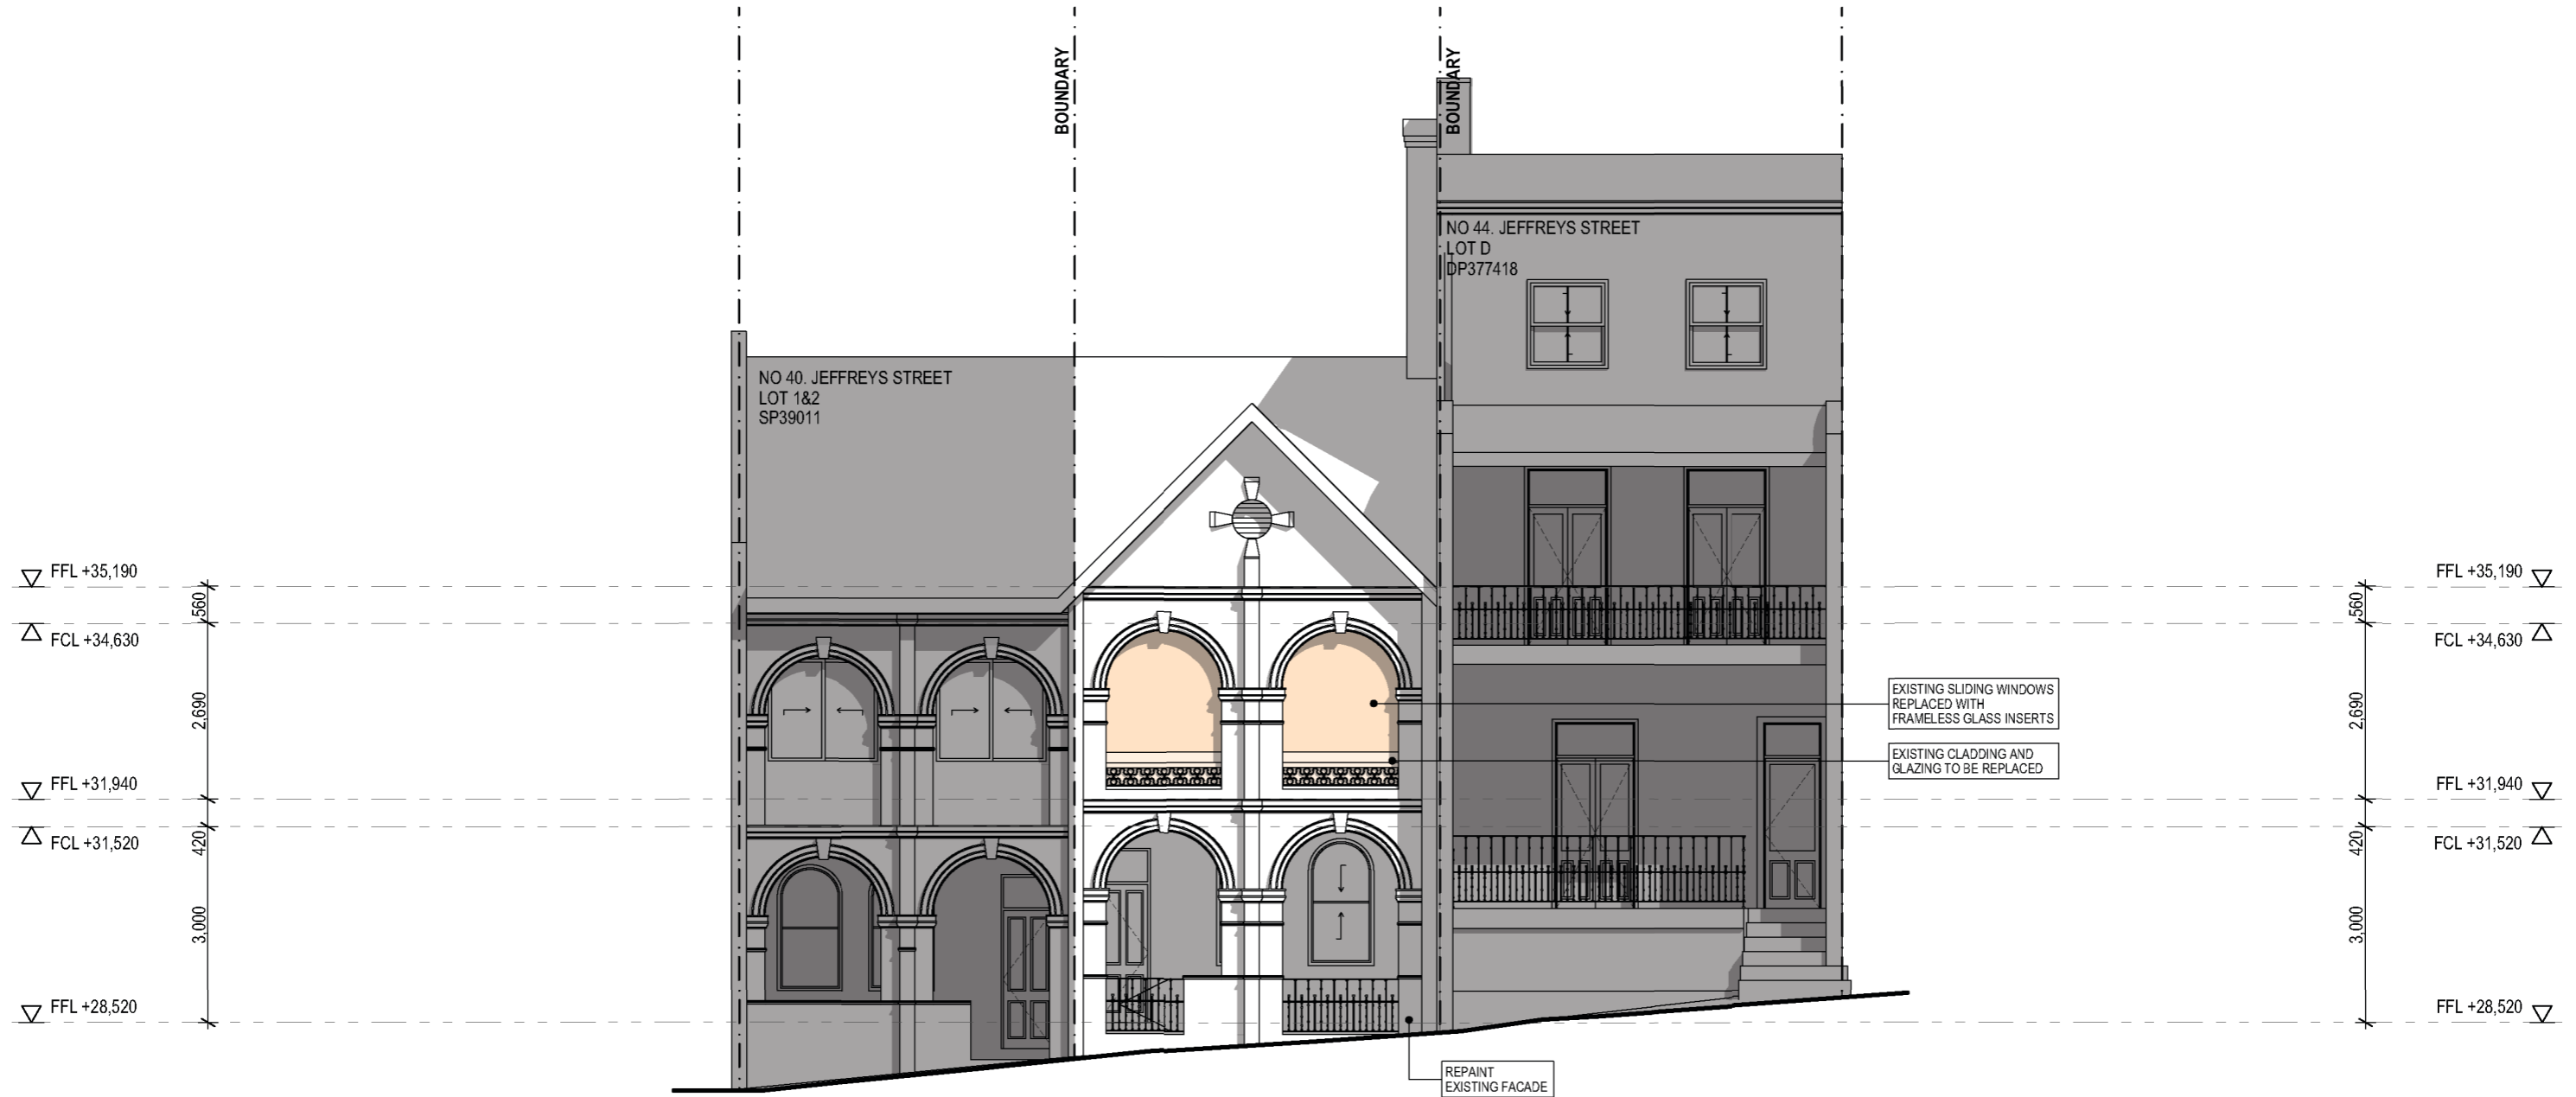 BOUNDARY
BOUNDARY
NO 44. JEFFREYS STREET
LOT D
DP377418
NO 40. JEFFREYS STREET
LOT 1&2
SP39011
FFL +35,190
560
FCL +34,630
2,690
FFL +31,940
420
FCL +31,520
3,000
FFL +28,520
FFL +35,190
560
FCL +34,630
2,690
FFL +31,940
420
FCL +31,520
3,000
FFL +28,520
EXISTING SLIDING WINDOWS
REPLACED WITH
FRAMELESS GLASS INSERTS
EXISTING CLADDING AND
GLAZING TO BE REPLACED
REPAINT
EXISTING FACADE